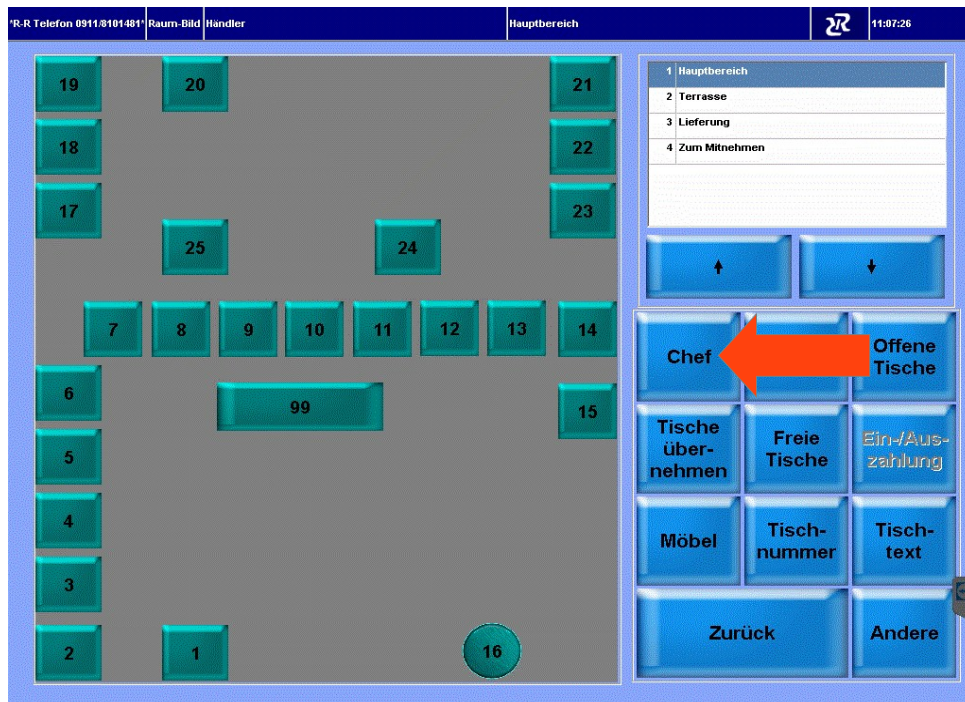 *R-R Telefon 0911/8101481* Raum-Bild Händler Hauptbereich 11:07:26
19 20 21
18 22
17 23
25 24
7 8 9 10 11 12 13 14
6 99 15
5
4
3
2 1 16
1 Hauptbereich
2 Terrasse
3 Lieferung
4 Zum Mitnehmen
Chef
Offene
Tische
Tische
über-
nehmen
Freie
Tische
Ein-/Aus-
zahlung
Möbel
Tisch-
nummer
Tisch-
text
Zurück
Andere